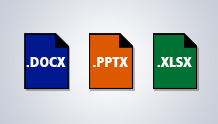 .DOCX .PPTX .XLSX